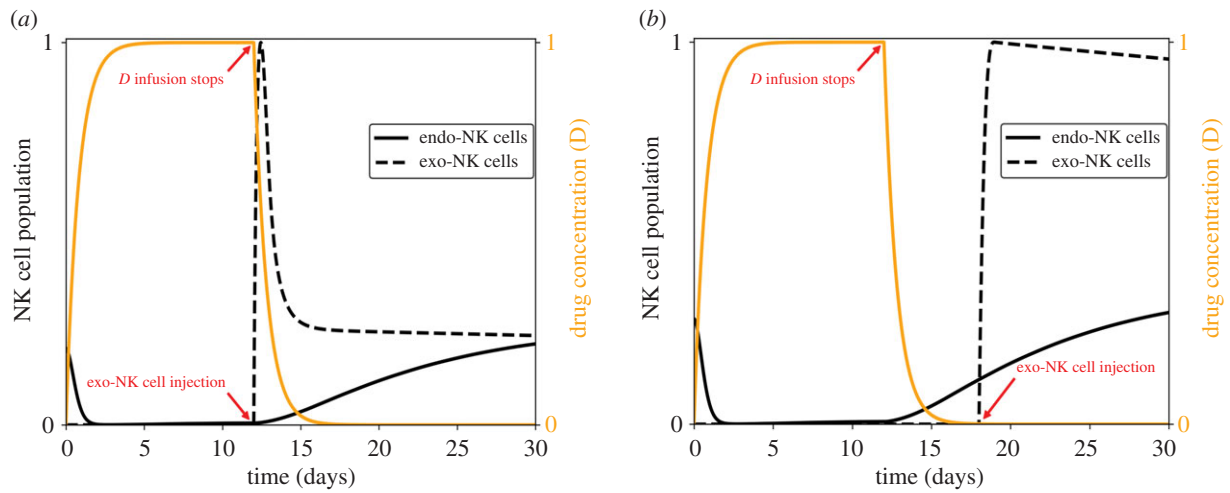 (a)
1
1
D infusion stops
endo-NK cells
exo-NK cells
NK cell population
drug concentration (D)
exo-NK cell injection
0
0
0 5 10 15 20 25 30
time (days)
(b)
1
1
D infusion stops
endo-NK cells
exo-NK cells
NK cell population
drug concentration (D)
exo-NK cell injection
0
0
0 5 10 15 20 25 30
time (days)